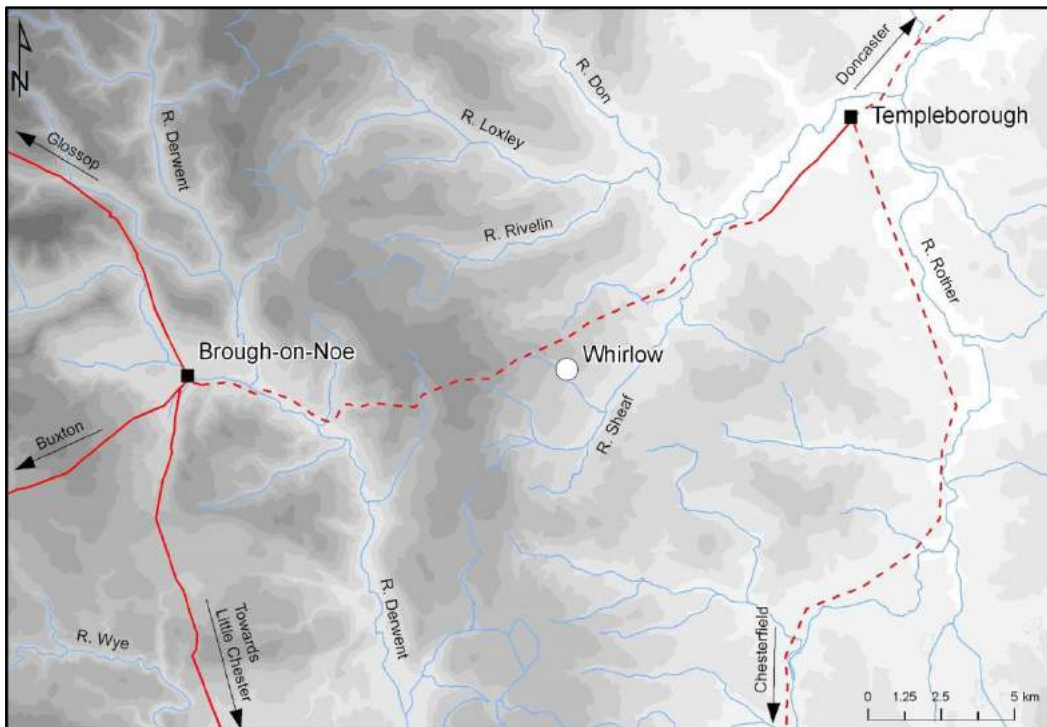 Doncaster
R. Don
Templeborough
R. Loxley
R. Derwent
Glossop
N
R. Rivelin
R. Rother
Brough-on-Noe
Whirlow
Buxton
R. Sheaf
R. Derwent
Towards
Little Chester
R. Wye
Chesterfield
0 1.25 2.5 5 km